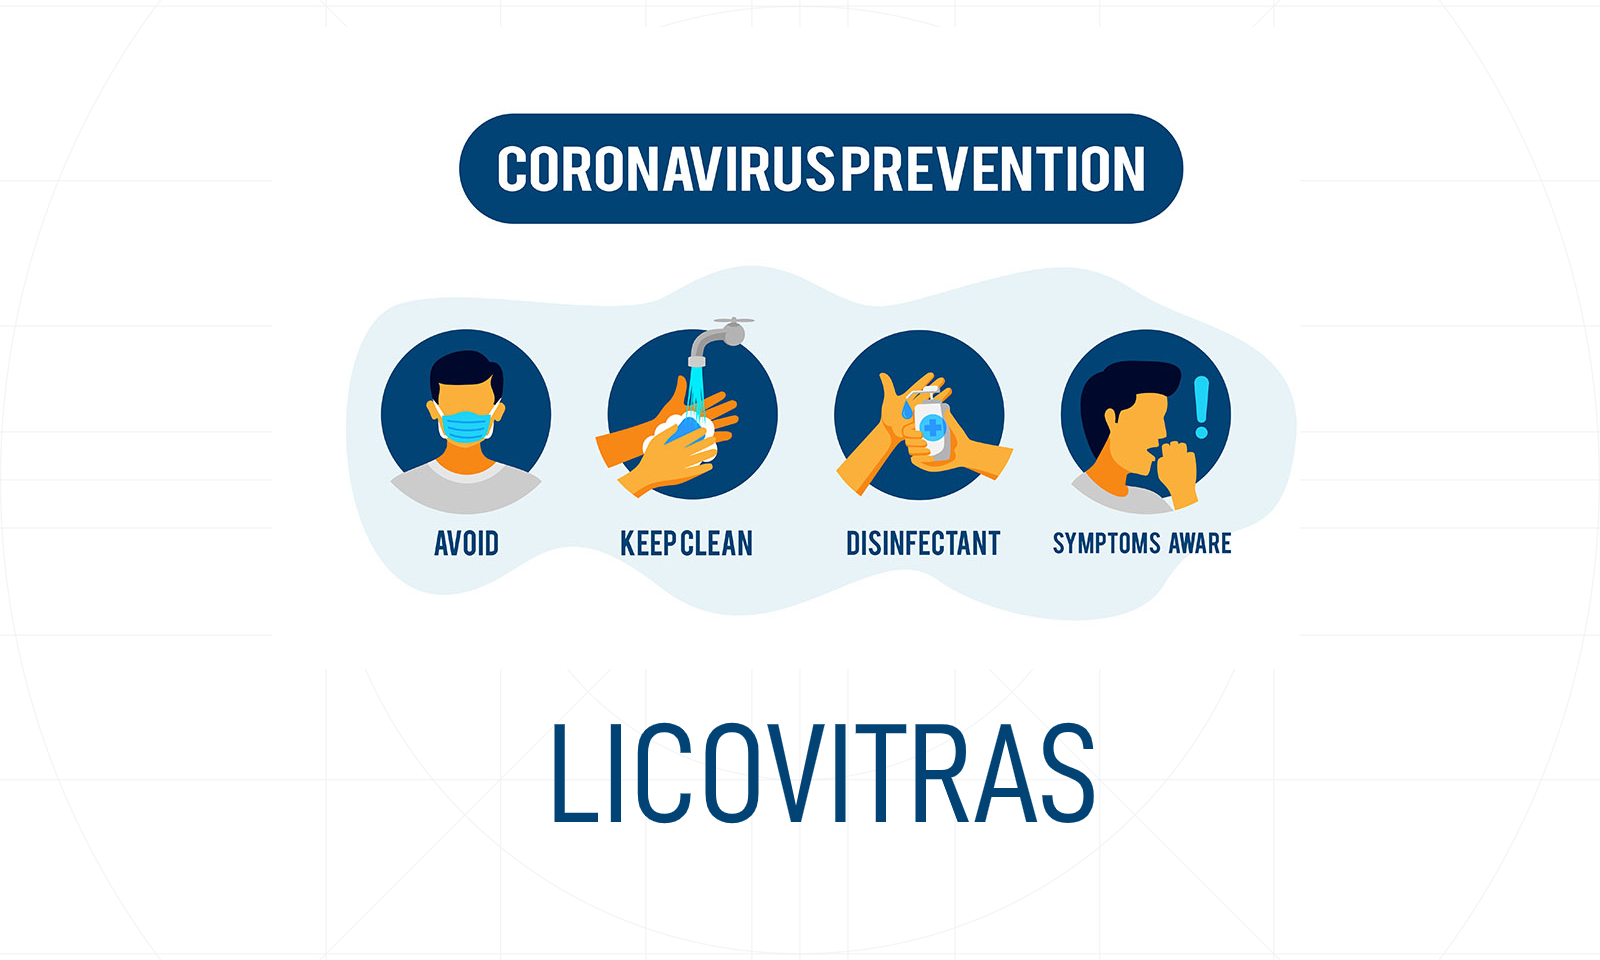 CORONAVIRUS PREVENTION
AVOID
KEEP CLEAN
DISINFECTANT
SYMPTOMS AWARE
LICOVITRAS